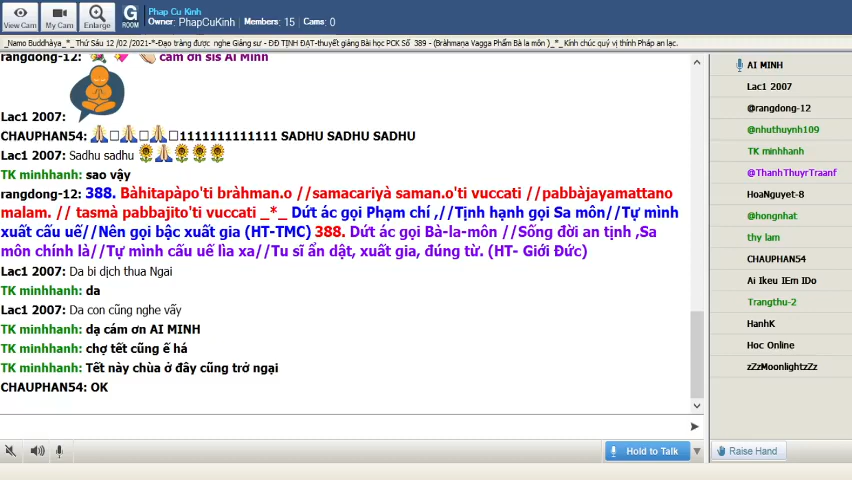 Phap Cu Kinh
Owner: PhapCuKinh | Members: 15 | Cams: 0
View Cam
My Cam
Enlarge
G ROOM
_Namo Buddhàya_*_ Thứ Sáu 12 /02 /2021-*-Đạo tràng được nghe Giảng sư - ĐĐ TỊNH ĐẠT-thuyết giảng Bài học PCK Số 389 - (Bràhmaṇa Vagga Phẩm Bà la môn )_*_ Kính chúc quý vị thính Pháp an lạc.
rangdong-12: cám ơn sis Ai Minh
Lac1 2007:
CHAUPHAN54: 🙏□🙏□🙏□1111111111111 SADHU SADHU SADHU
Lac1 2007: Sadhu sadhu 🌻🙏🌻🌻🌻
TK minhhanh: sao vậy
rangdong-12: 388. Bàhitapàpo'ti bràhman.o //samacariyà saman.o'ti vuccati //pabbàjayamattano
malam. // tasmà pabbajito'ti vuccati _*_ Dứt ác gọi Phạm chí ,//Tịnh hạnh gọi Sa môn//Tự mình
xuất cấu uế//Nên gọi bậc xuất gia (HT-TMC) 388. Dứt ác gọi Bà-la-môn //Sống đời an tịnh ,Sa
môn chính là//Tự mình cấu uế lìa xa//Tu sĩ ẩn dật, xuất gia, đúng từ. (HT- Giới Đức)
Lac1 2007: Da bi dịch thua Ngai
TK minhhanh: da
Lac1 2007: Da con cũng nghe vẫy
TK minhhanh: dạ cám ơn AI MINH
TK minhhanh: chợ tết cũng ế há
TK minhhanh: Tết này chùa ở đây cũng trở ngại
CHAUPHAN54: OK
Hold to Talk
AI MINH
Lac1 2007
@rangdong-12
@nhuthuynh109
TK minhhanh
@ThanhThuyrTraanf
HoaNguyet-8
@hongnhat
thy lam
CHAUPHAN54
Ai Ikeu IEm IDo
Trangthu-2
HanhK
Hoc Online
zZzMoonlightzZz
Raise Hand